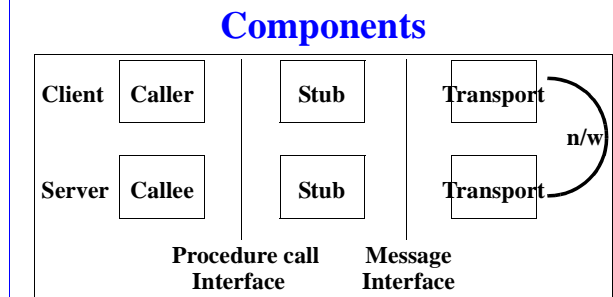 Components
Client Caller Stub Transport
n/w
Server Callee Stub Transport
Procedure call Message
Interface Interface